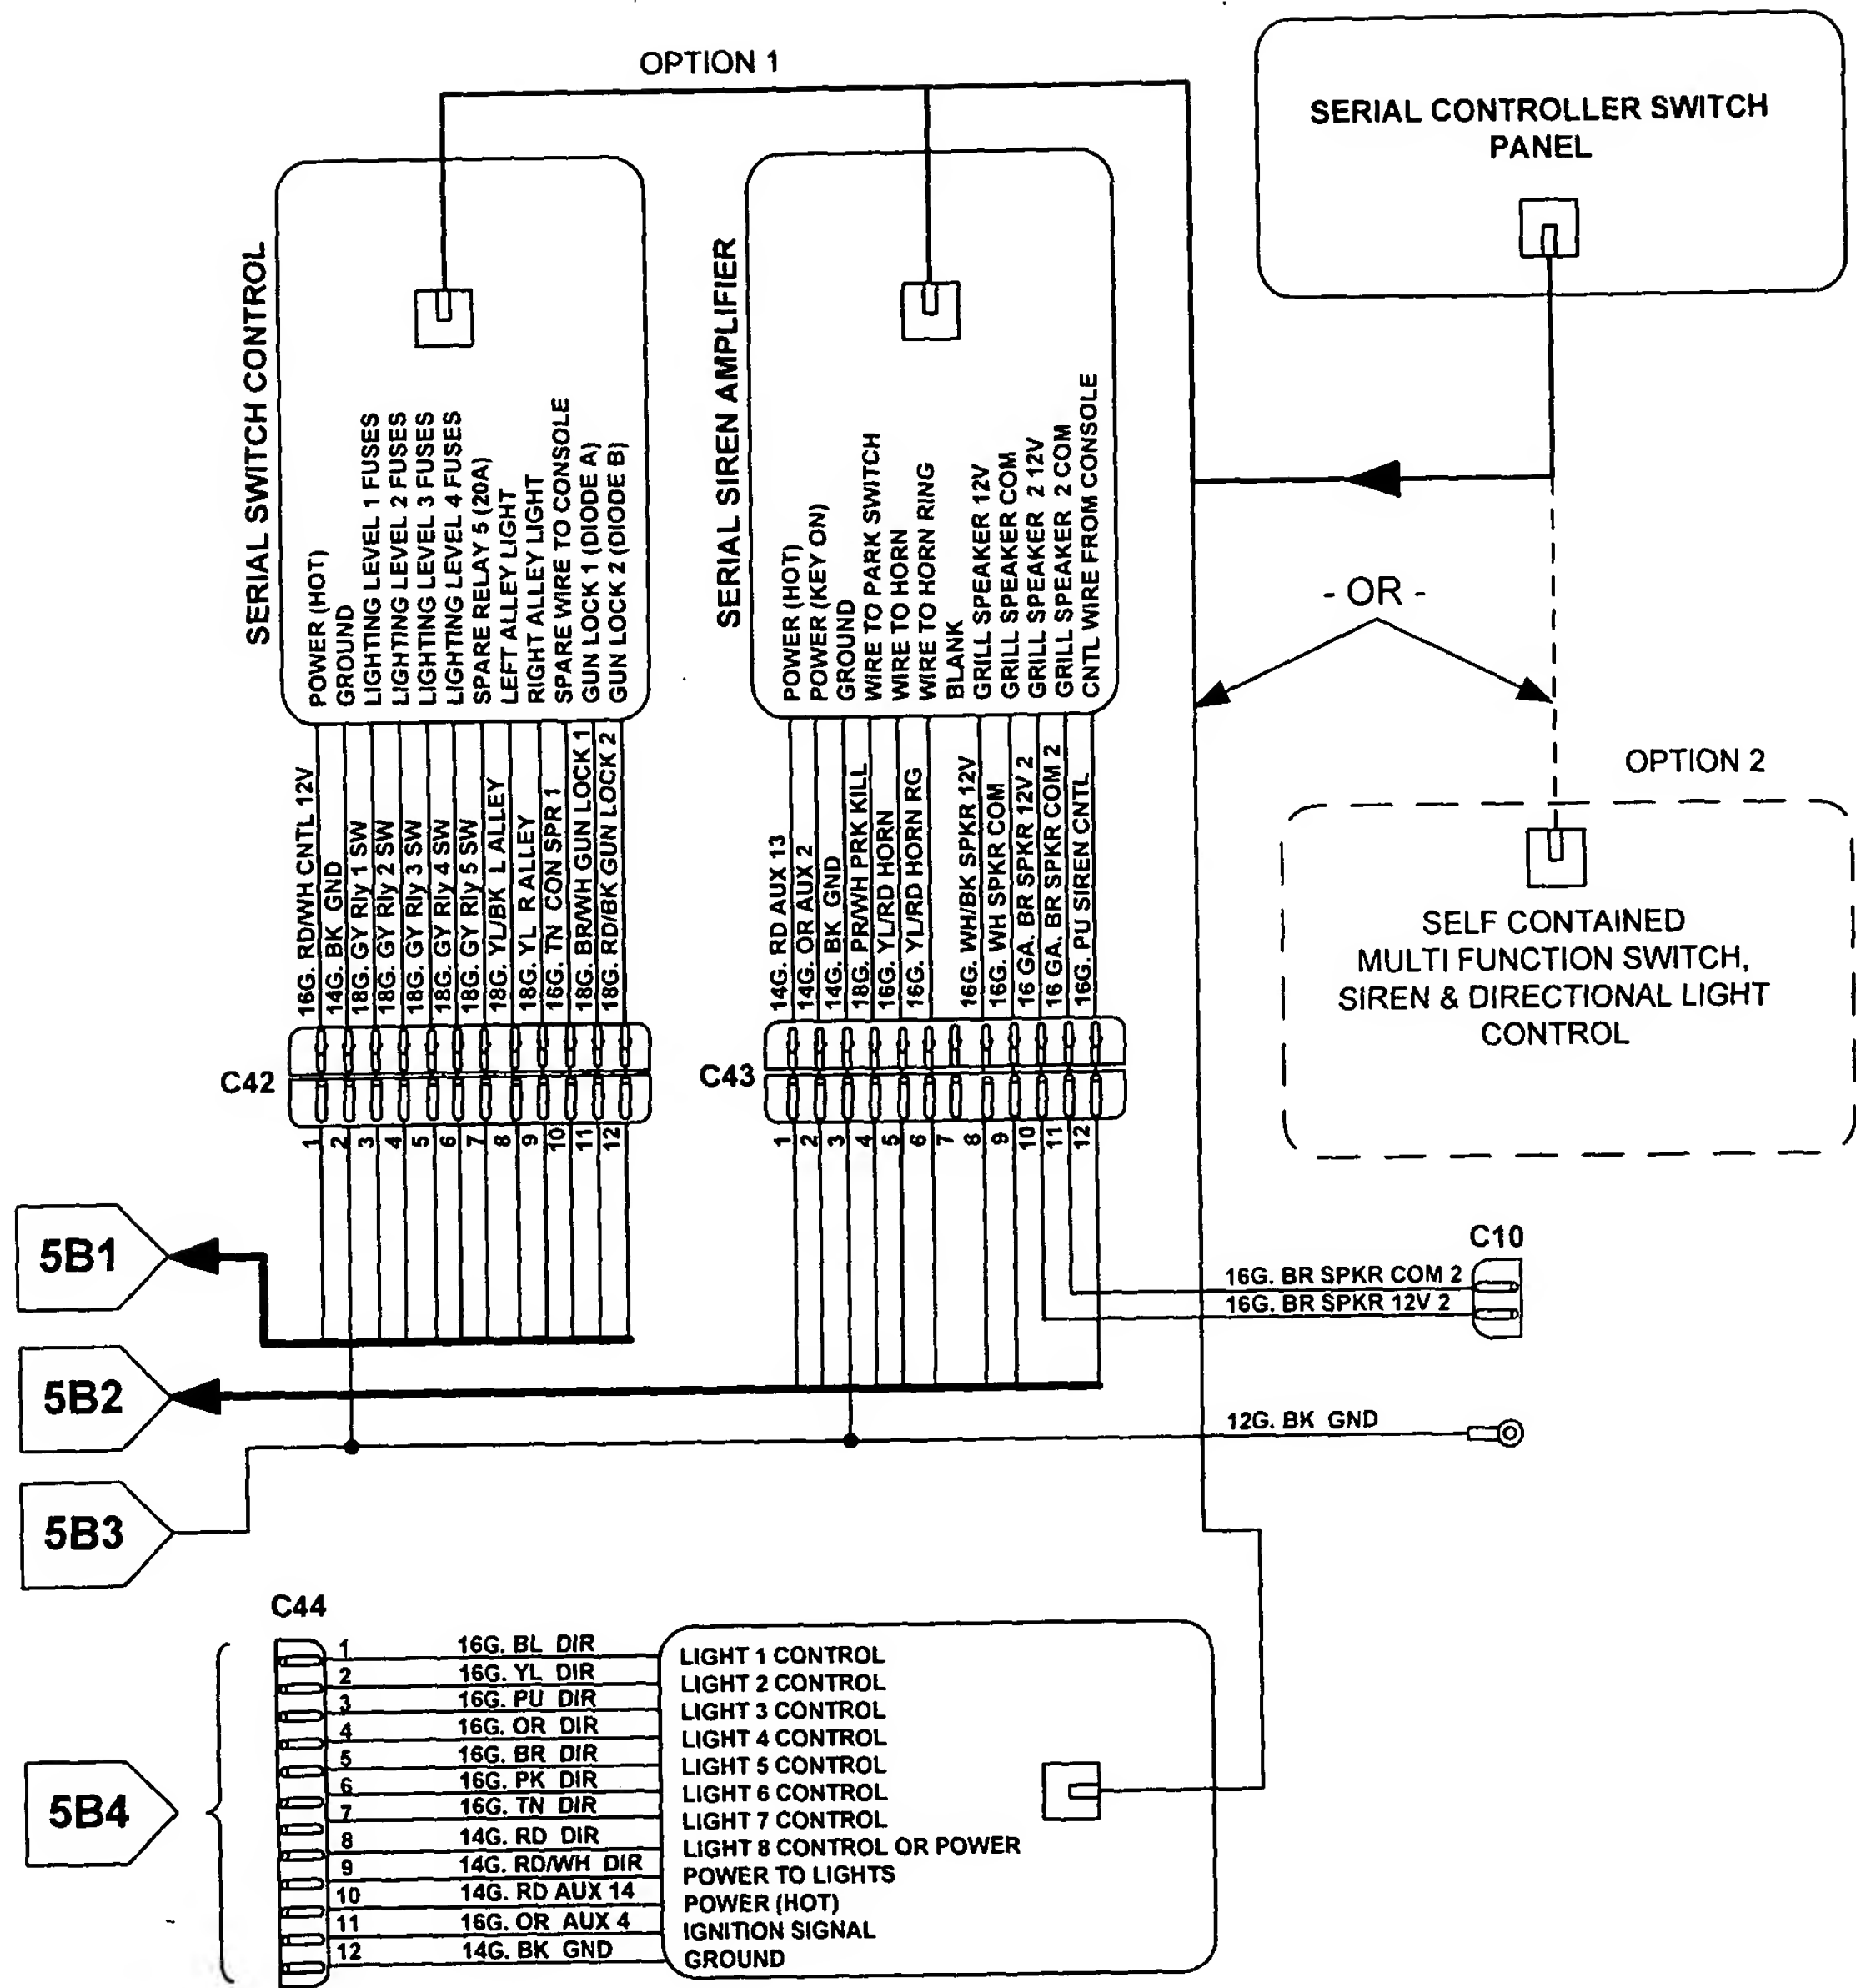 OPTION 1
SERIAL CONTROLLER SWITCH
PANEL
SERIAL SWITCH CONTROL
POWER (HOT)
GROUND
LIGHTING LEVEL 1 FUSES
LIGHTING LEVEL 2 FUSES
LIGHTING LEVEL 3 FUSES
LIGHTING LEVEL 4 FUSES
SPARE RELAY 5 (20A)
LEFT ALLEY LIGHT
RIGHT ALLEY LIGHT
SPARE WIRE TO CONSOLE
GUN LOCK 1 (DIODE A)
GUN LOCK 2 (DIODE B)
SERIAL SIREN AMPLIFIER
POWER (HOT)
POWER (KEY ON)
GROUND
WIRE TO PARK SWITCH
WIRE TO HORN
WIRE TO HORN RING
BLANK
GRILL SPEAKER 12V
GRILL SPEAKER COM
GRILL SPEAKER 2 12V
GRILL SPEAKER 2 COM
CNTL WIRE FROM CONSOLE
- OR -
OPTION 2
SELF CONTAINED
MULTI FUNCTION SWITCH,
SIREN & DIRECTIONAL LIGHT
CONTROL
16G. RD/WH CNTL 12V
14G. BK GND
18G. GY Rly 1 SW
18G. GY Rly 2 SW
18G. GY Rly 3 SW
18G. GY Rly 4 SW
18G. GY Rly 5 SW
18G. YL/BK L ALLEY
18G. YL R ALLEY
16G. TN CON SPR 1
18G. BR/WH GUN LOCK 1
18G. RD/BK GUN LOCK 2
14G. RD AUX 13
14G. OR AUX 2
14G. BK GND
18G. PR/WH PRK KILL
16G. YL/RD HORN
16G. YL/RD HORN RG
16G. WH/BK SPKR 12V
16G. WH SPKR COM
16 GA. BR SPKR 12V 2
16 GA. BR SPKR COM 2
16G. PU SIREN CNTL
C42
1 2 3 4 5 6 7 8 9 10 11 12
C43
1 2 3 4 5 6 7 8 9 10 11 12
5B1
C10
16G. BR SPKR COM 2
16G. BR SPKR 12V 2
5B2
12G. BK GND
5B3
C44
1 16G. BL DIR LIGHT 1 CONTROL
2 16G. YL DIR LIGHT 2 CONTROL
3 16G. PU DIR LIGHT 3 CONTROL
4 16G. OR DIR LIGHT 4 CONTROL
5 16G. BR DIR LIGHT 5 CONTROL
6 16G. PK DIR LIGHT 6 CONTROL
7 16G. TN DIR LIGHT 7 CONTROL
8 14G. RD DIR LIGHT 8 CONTROL OR POWER
9 14G. RD/WH DIR POWER TO LIGHTS
10 14G. RD AUX 14 POWER (HOT)
11 16G. OR AUX 4 IGNITION SIGNAL
12 14G. BK GND GROUND
5B4